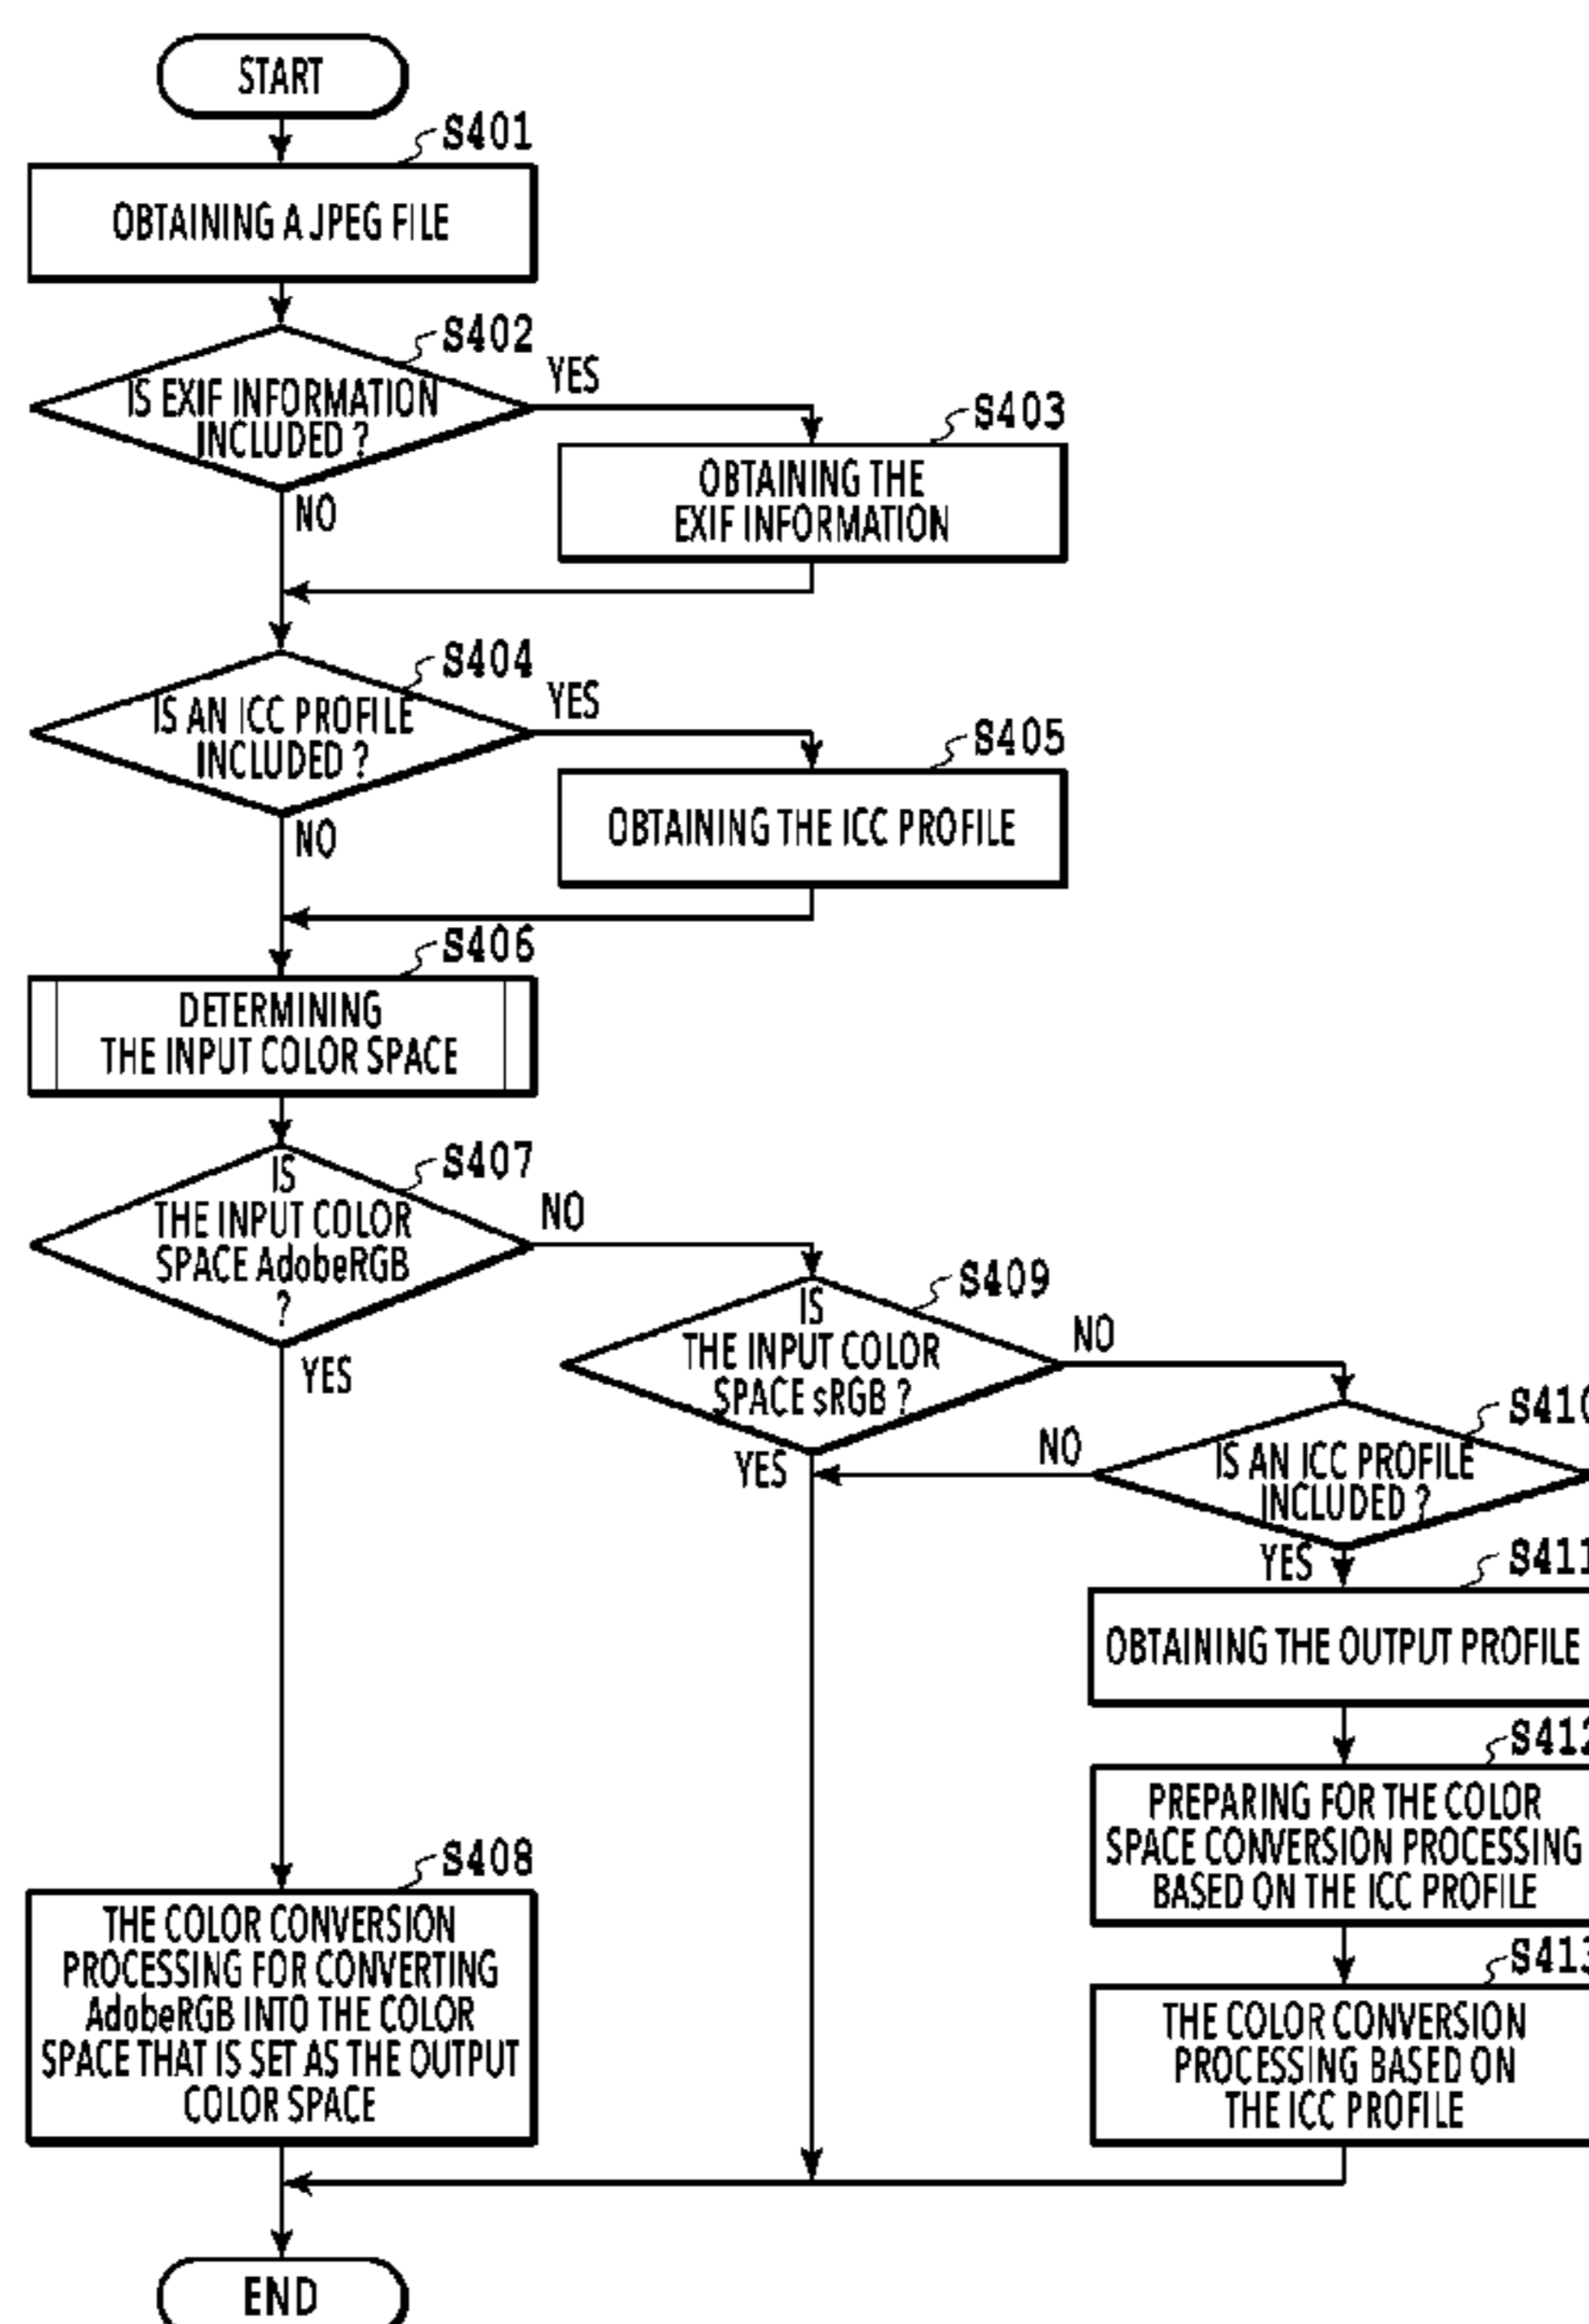 START
S401
OBTAINING A JPEG FILE
S402
IS EXIF INFORMATION
INCLUDED ?
YES
NO
S403
OBTAINING THE
EXIF INFORMATION
S404
IS AN ICC PROFILE
INCLUDED ?
YES
NO
S405
OBTAINING THE ICC PROFILE
S406
DETERMINING
THE INPUT COLOR SPACE
S407
IS
THE INPUT COLOR
SPACE AdobeRGB
?
NO
YES
S409
IS
THE INPUT COLOR
SPACE sRGB ?
NO
YES
S410
IS AN ICC PROFILE
INCLUDED ?
NO
YES
S411
OBTAINING THE OUTPUT PROFILE
S412
PREPARING FOR THE COLOR
SPACE CONVERSION PROCESSING
BASED ON THE ICC PROFILE
S408
THE COLOR CONVERSION
PROCESSING FOR CONVERTING
AdobeRGB INTO THE COLOR
SPACE THAT IS SET AS THE OUTPUT
COLOR SPACE
S413
THE COLOR CONVERSION
PROCESSING BASED ON
THE ICC PROFILE
END